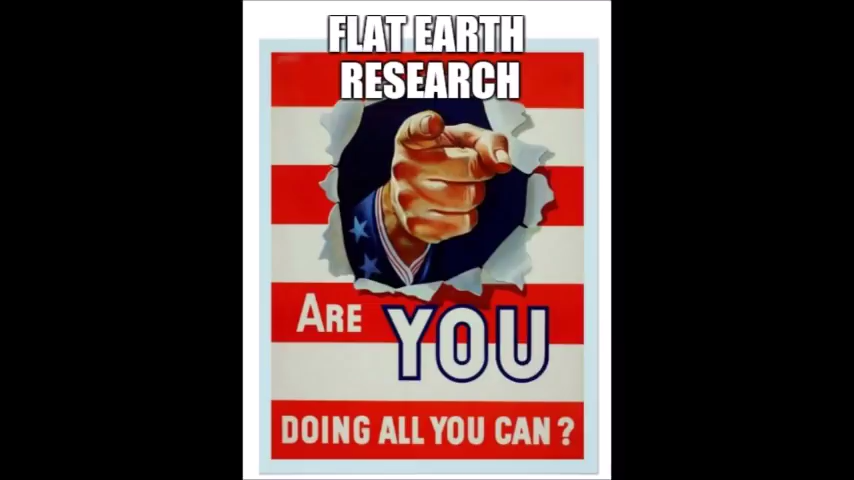 FLAT EARTH
RESEARCH
ARE YOU
DOING ALL YOU CAN?